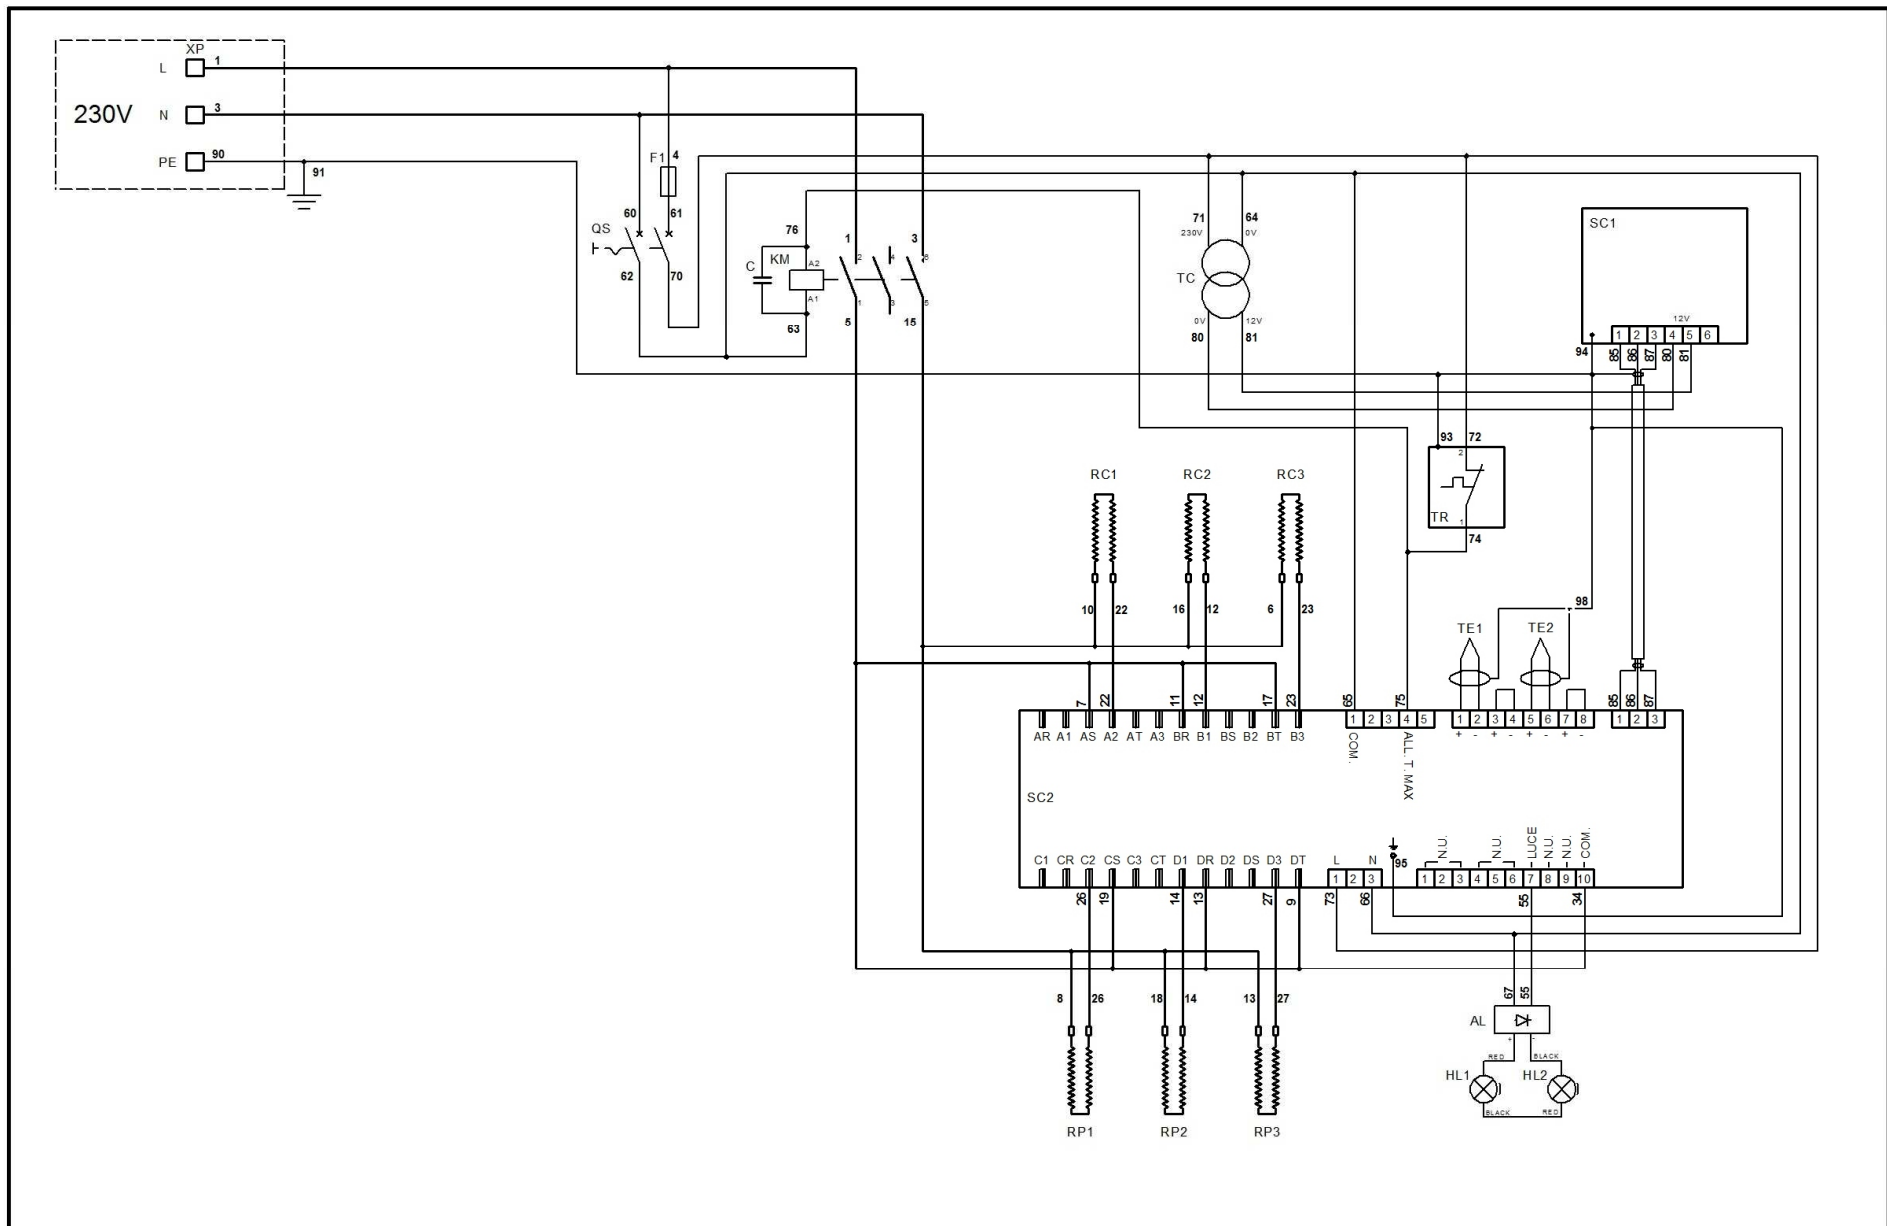 XP
L 1
230V N 3
PE 90
91
F1 4
60 61
QS
62 70
76
C KM A2
A1
63
1 3
2 4 6
1 3 5
5 15
71 64
230V 0V
TC
0V 12V
80 81
SC1
12V
1 2 3 4 5 6
94 85 86 87 80 81
93 72
2
TR 1
74
RC1 RC2 RC3
10 22 16 12 6 23
98
TE1 TE2
7 22 11 12 17 23 65 75 85 86 87
1 2 3 4 5 1 2 3 4 5 6 7 8 1 2 3
+ - + - + - + -
AR A1 AS A2 AT A3 BR B1 BS B2 BT B3
COM. ALL. T. MAX
SC2
N.U. N.U. LUCE N.U. N.U. COM.
C1 CR C2 CS C3 CT D1 DR D2 DS D3 DT
L N 95
1 2 3 1 2 3 4 5 6 7 8 9 10
26 19 14 13 27 9 73 66 55 34
8 26 18 14 13 27
67 55
AL
+ -
RED BLACK
HL1 HL2
BLACK RED
RP1 RP2 RP3